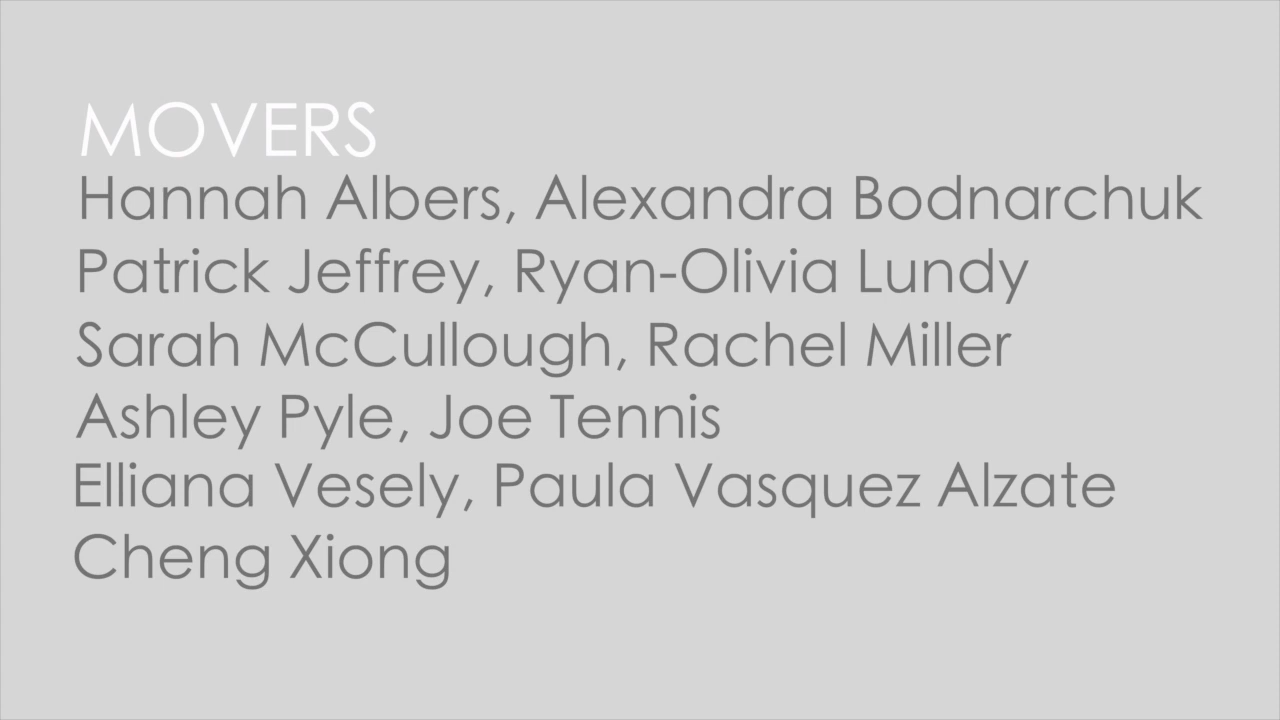 MOVERS
Hannah Albers, Alexandra Bodnarchuk
Patrick Jeffrey, Ryan-Olivia Lundy
Sarah McCullough, Rachel Miller
Ashley Pyle, Joe Tennis
Elliana Vesely, Paula Vasquez Alzate
Cheng Xiong